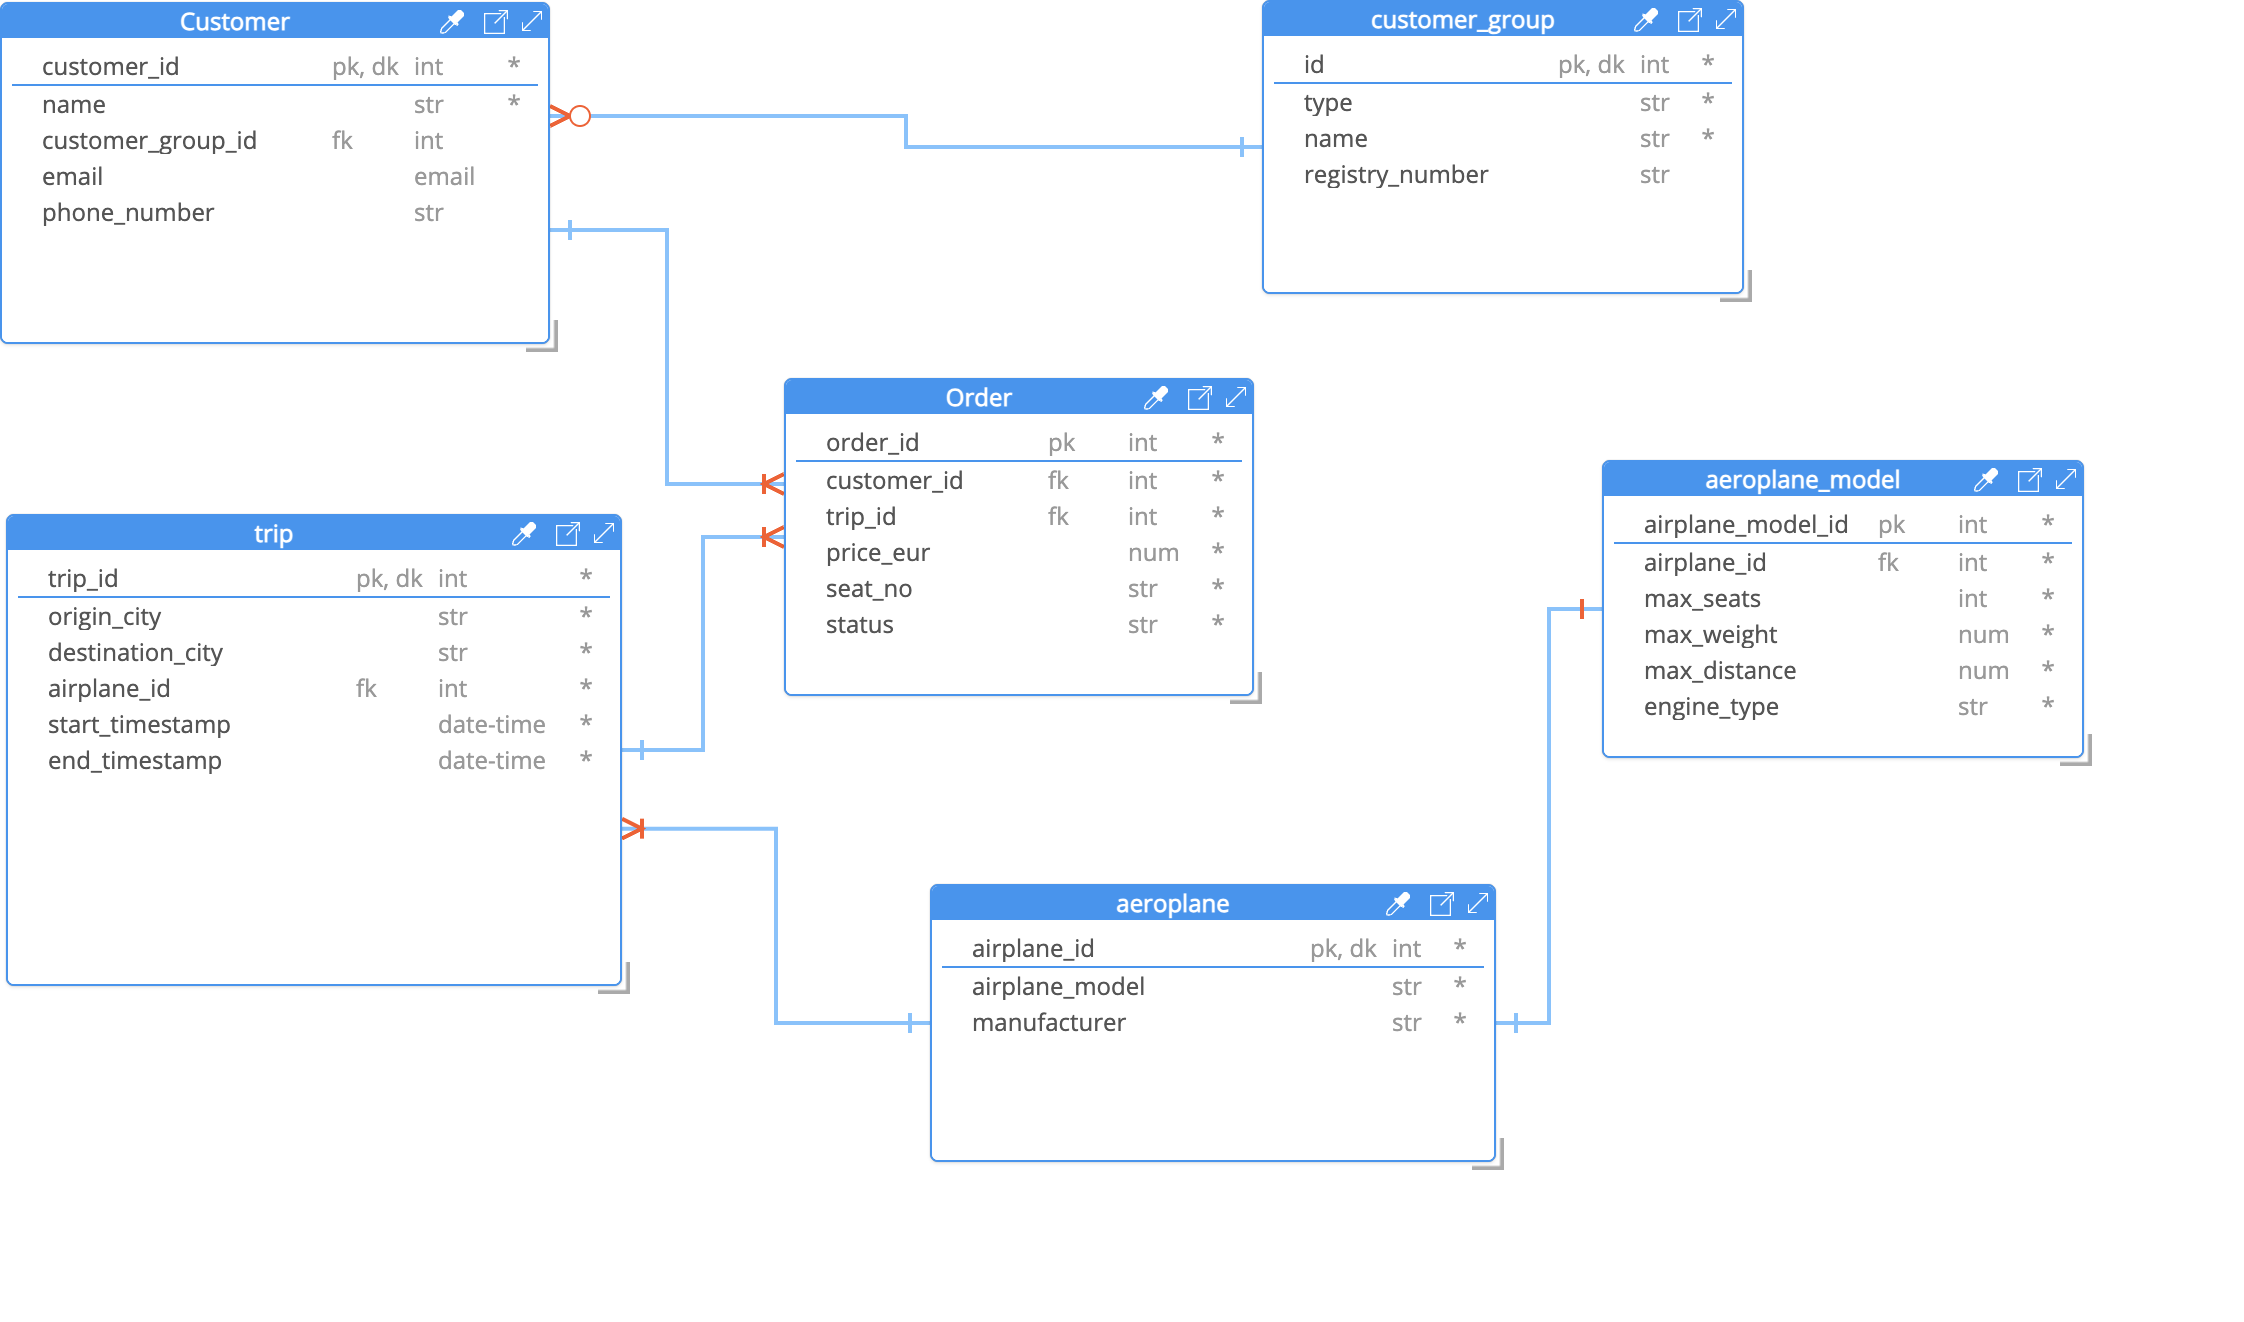 Customer
customer_id pk, dk int *
name str *
customer_group_id fk int
email email
phone_number str
customer_group
id pk, dk int *
type str *
name str *
registry_number str
Order
order_id pk int *
customer_id fk int *
trip_id fk int *
price_eur num *
seat_no str *
status str *
aeroplane_model
airplane_model_id pk int *
airplane_id fk int *
max_seats int *
max_weight num *
max_distance num *
engine_type str *
trip
trip_id pk, dk int *
origin_city str *
destination_city str *
airplane_id fk int *
start_timestamp date-time *
end_timestamp date-time *
aeroplane
airplane_id pk, dk int *
airplane_model str *
manufacturer str *